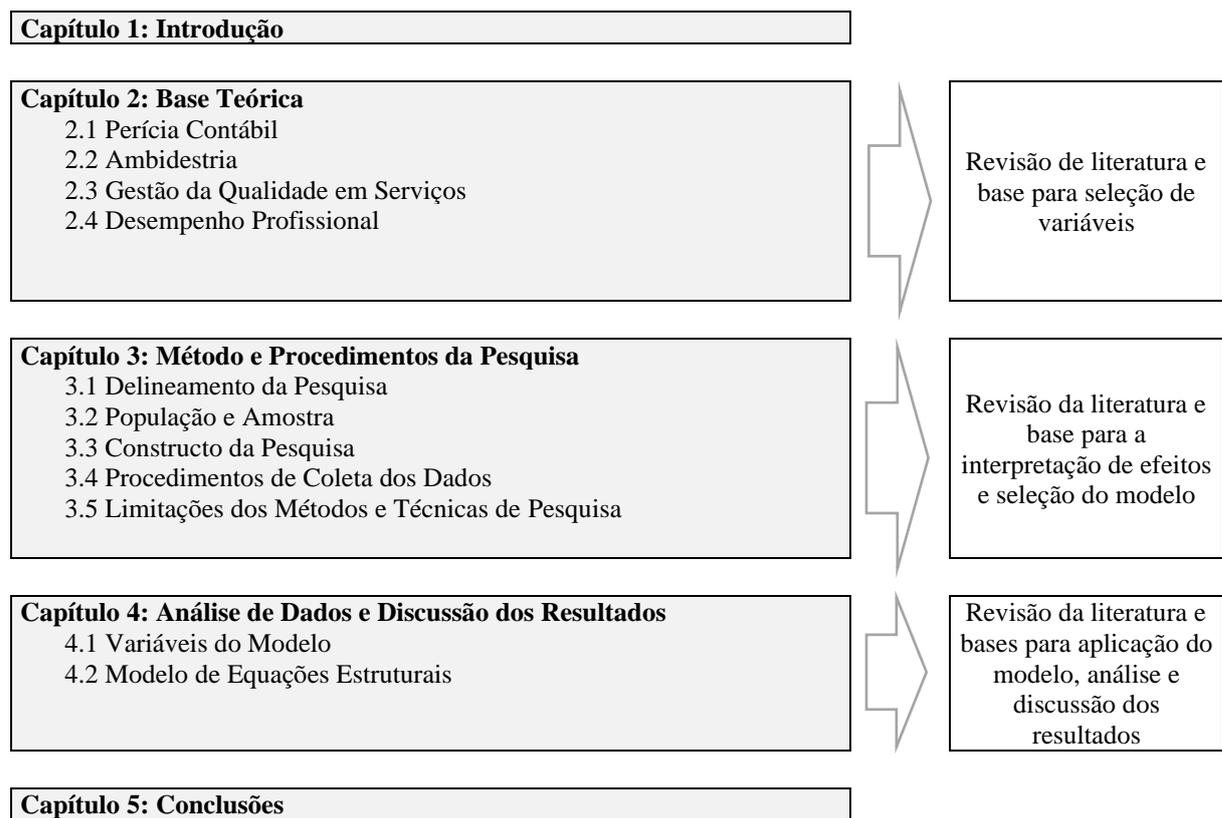 Capítulo 1: Introdução
Capítulo 2: Base Teórica
2.1 Perícia Contábil
2.2 Ambidestria
2.3 Gestão da Qualidade em Serviços
2.4 Desempenho Profissional
Revisão de literatura e
base para seleção de
variáveis
Capítulo 3: Método e Procedimentos da Pesquisa
3.1 Delineamento da Pesquisa
3.2 População e Amostra
3.3 Constructo da Pesquisa
3.4 Procedimentos de Coleta dos Dados
3.5 Limitações dos Métodos e Técnicas de Pesquisa
Revisão da literatura e
base para a
interpretação de efeitos
e seleção do modelo
Capítulo 4: Análise de Dados e Discussão dos Resultados
4.1 Variáveis do Modelo
4.2 Modelo de Equações Estruturais
Revisão da literatura e
bases para aplicação do
modelo, análise e
discussão dos
resultados
Capítulo 5: Conclusões